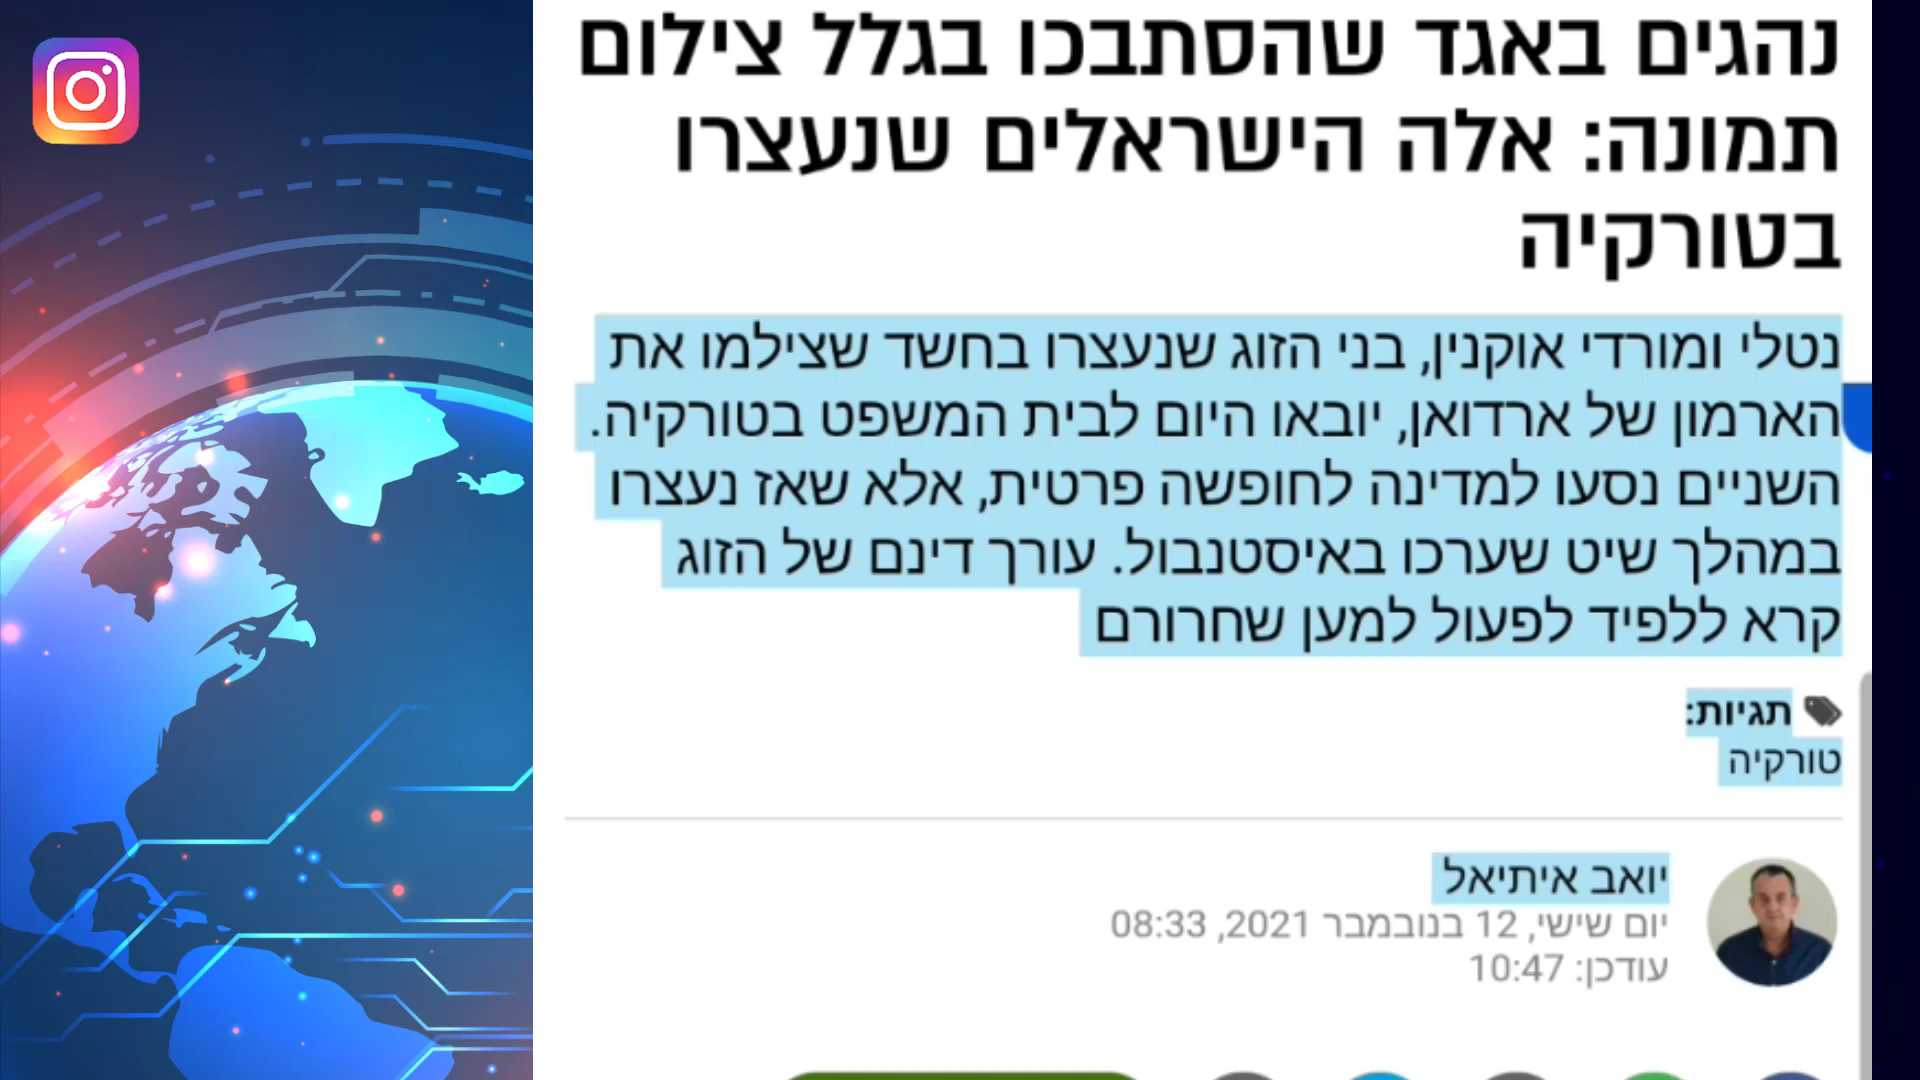 נהגים באגד שהסתבכו בגלל צילום
תמונה: אלה הישראלים שנעצרו
בטורקיה
נטלי ומורדי אוקנין, בני הזוג שנעצרו בחשד שצילמו את
הארמון של ארדואן, יובאו היום לבית המשפט בטורקיה.
השניים נסעו למדינה לחופשה פרטית, אלא שאז נעצרו
במהלך שיט שערכו באיסטנבול. עורך דינם של הזוג
קרא ללפיד לפעול למען שחרורם
תגיות:
טורקיה
יואב איתיאל
יום שישי, 12 בנובמבר 2021, 08:33
עודכן: 10:47